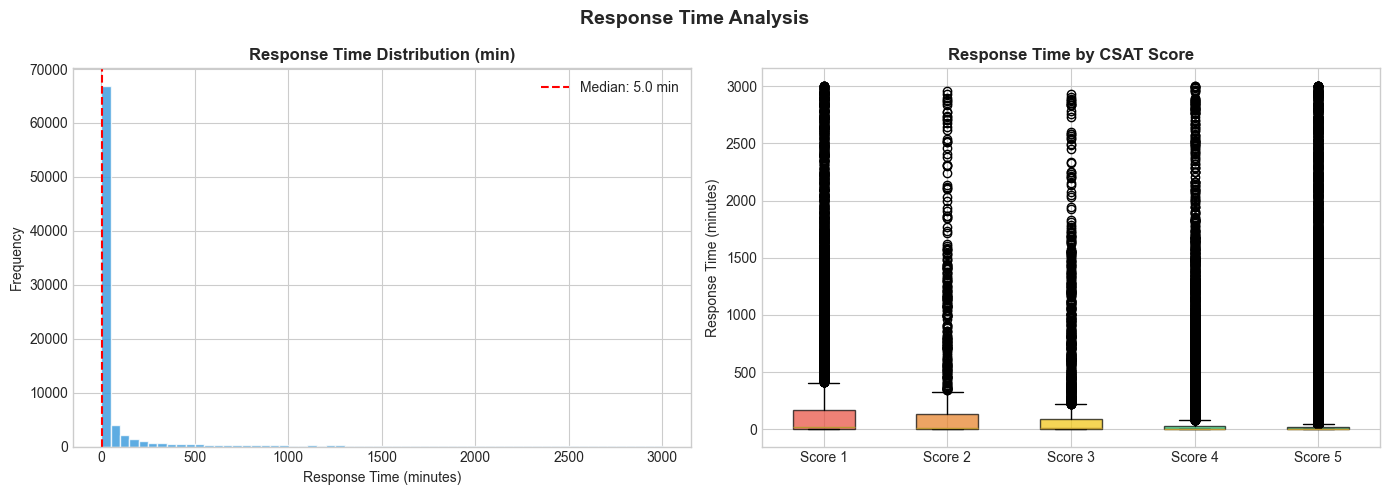 Response Time Analysis
Response Time Distribution (min)
70000
60000
50000
40000
30000
20000
10000
0
Frequency
Median: 5.0 min
0 500 1000 1500 2000 2500 3000
Response Time (minutes)
Response Time by CSAT Score
3000
2500
2000
1500
1000
500
0
Response Time (minutes)
Score 1 Score 2 Score 3 Score 4 Score 5